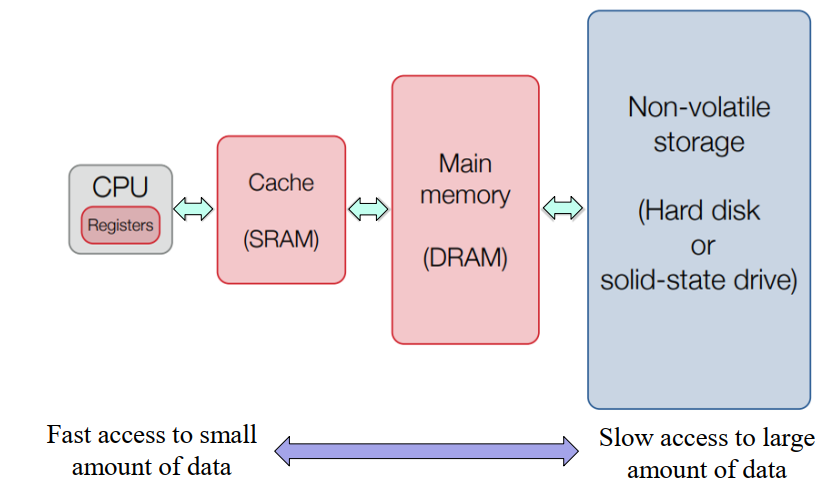 CPU
Registers
Cache
(SRAM)
Main
memory
(DRAM)
Non-volatile
storage
(Hard disk
or
solid-state drive)
Fast access to small
amount of data
Slow access to large
amount of data